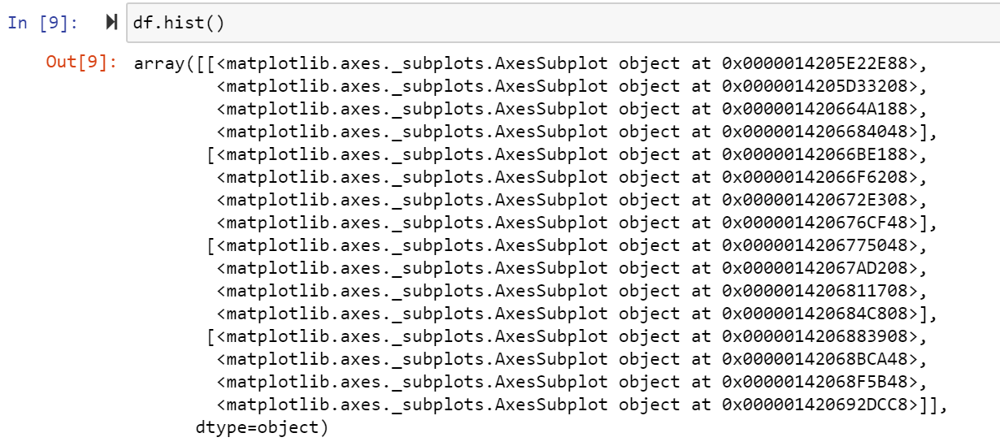 In [9]: df.hist()
Out[9]: array([[<matplotlib.axes._subplots.AxesSubplot object at 0x0000014205E22E88>,
<matplotlib.axes._subplots.AxesSubplot object at 0x0000014205D33208>,
<matplotlib.axes._subplots.AxesSubplot object at 0x000001420664A188>,
<matplotlib.axes._subplots.AxesSubplot object at 0x0000014206684048>],
[<matplotlib.axes._subplots.AxesSubplot object at 0x00000142066BE188>,
<matplotlib.axes._subplots.AxesSubplot object at 0x00000142066F6208>,
<matplotlib.axes._subplots.AxesSubplot object at 0x000001420672E308>,
<matplotlib.axes._subplots.AxesSubplot object at 0x000001420676CF48>],
[<matplotlib.axes._subplots.AxesSubplot object at 0x0000014206775048>,
<matplotlib.axes._subplots.AxesSubplot object at 0x00000142067AD208>,
<matplotlib.axes._subplots.AxesSubplot object at 0x0000014206811708>,
<matplotlib.axes._subplots.AxesSubplot object at 0x000001420684C808>],
[<matplotlib.axes._subplots.AxesSubplot object at 0x0000014206883908>,
<matplotlib.axes._subplots.AxesSubplot object at 0x00000142068BCA48>,
<matplotlib.axes._subplots.AxesSubplot object at 0x00000142068F5B48>,
<matplotlib.axes._subplots.AxesSubplot object at 0x000001420692DCC8>]],
dtype=object)